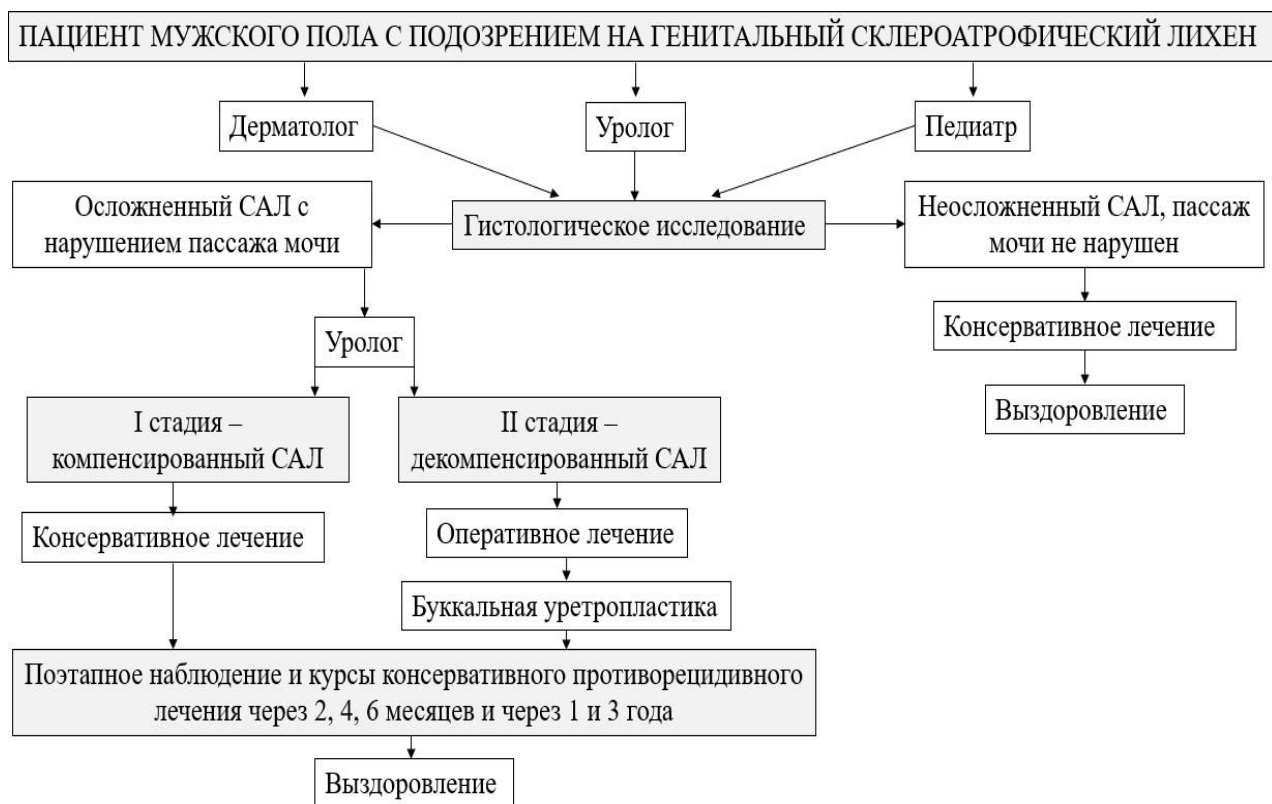 ПАЦИЕНТ МУЖСКОГО ПОЛА С ПОДОЗРЕНИЕМ НА ГЕНИТАЛЬНЫЙ СКЛЕРОАТРОФИЧЕСКИЙ ЛИХЕН
Дерматолог
Уролог
Педиатр
Осложненный САЛ с
нарушением пассажа мочи
Гистологическое исследование
Неосложненный САЛ, пассаж
мочи не нарушен
Консервативное лечение
Выздоровление
Уролог
I стадия –
компенсированный САЛ
II стадия –
декомпенсированный САЛ
Консервативное лечение
Оперативное лечение
Буккальная уретропластика
Поэтапное наблюдение и курсы консервативного противорецидивного
лечения через 2, 4, 6 месяцев и через 1 и 3 года
Выздоровление